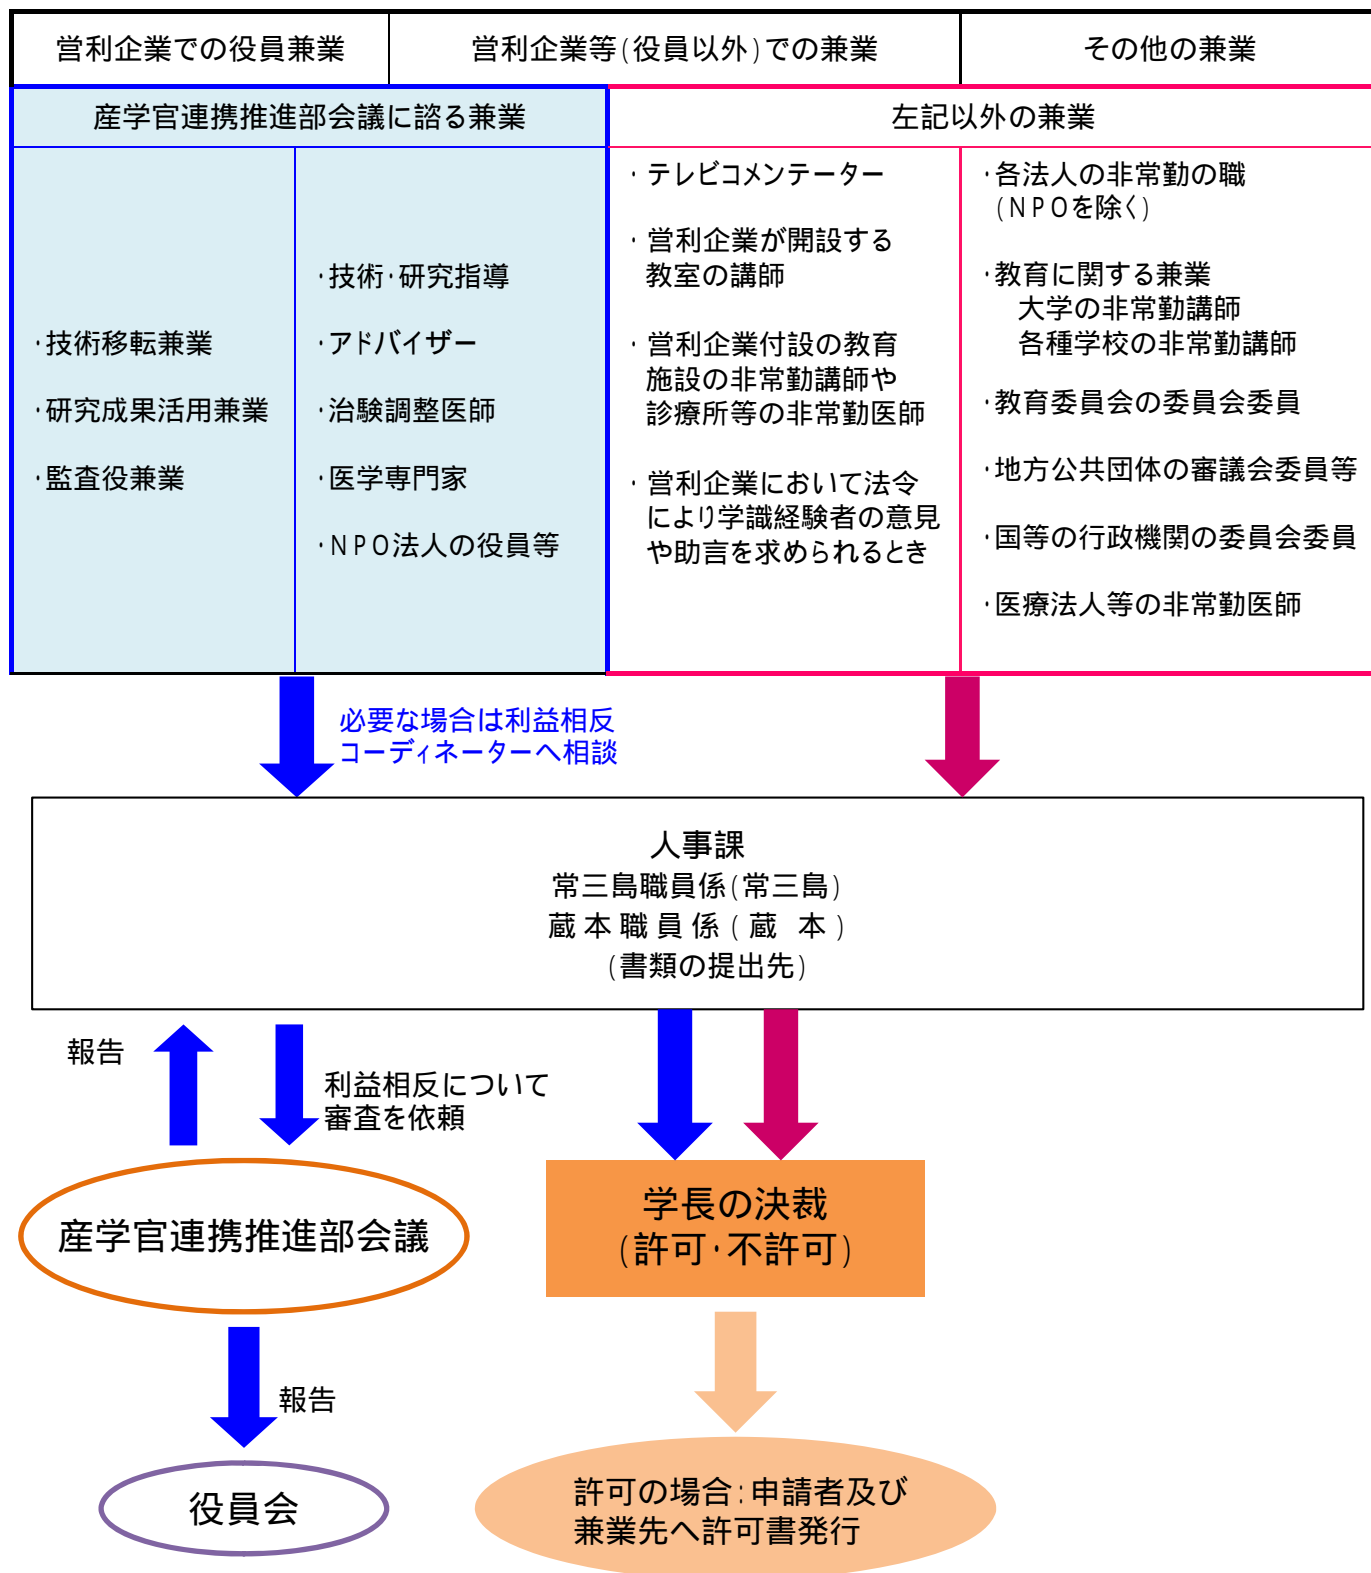 営利企業での役員兼業
営利企業等(役員以外)での兼業
その他の兼業
産学官連携推進部会議に諮る兼業
左記以外の兼業
・技術移転兼業
・研究成果活用兼業
・監査役兼業
・技術・研究指導
・アドバイザー
・治験調整医師
・医学専門家
・NPO法人の役員等
・テレビコメンテーター
・営利企業が開設する
教室の講師
・営利企業付設の教育
施設の非常勤講師や
診療所等の非常勤医師
・営利企業において法令
により学識経験者の意見
や助言を求められるとき
・各法人の非常勤の職
(NPOを除く)
・教育に関する兼業
大学の非常勤講師
各種学校の非常勤講師
・教育委員会の委員会委員
・地方公共団体の審議会委員等
・国等の行政機関の委員会委員
・医療法人等の非常勤医師
必要な場合は利益相反
コーディネーターへ相談
人事課
常三島職員係(常三島)
蔵本職員係(蔵 本)
(書類の提出先)
報告
利益相反について
審査を依頼
産学官連携推進部会議
学長の決裁
(許可・不許可)
報告
役員会
許可の場合:申請者及び
兼業先へ許可書発行